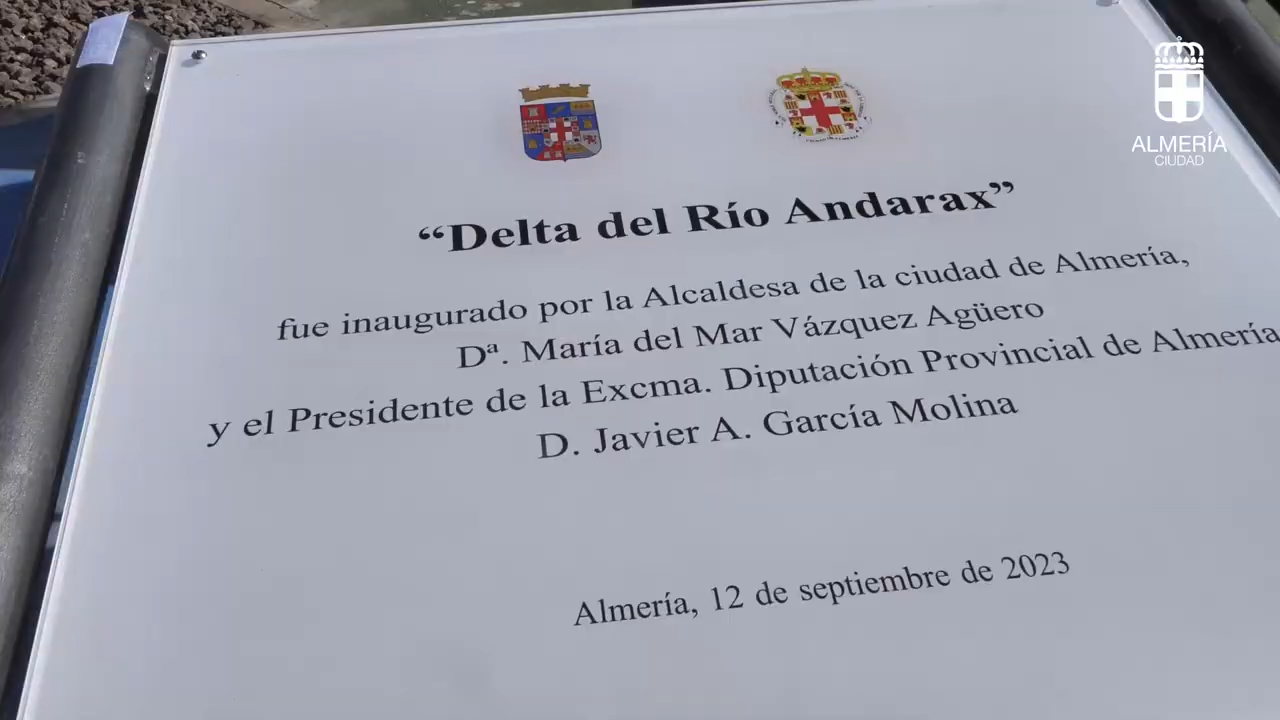 ALMERÍA
CIUDAD
“Delta del Río Andarax”
fue inaugurado por la Alcaldesa de la ciudad de Almería,
Dª. María del Mar Vázquez Agüero
y el Presidente de la Excma. Diputación Provincial de Almería
D. Javier A. García Molina
Almería, 12 de septiembre de 2023